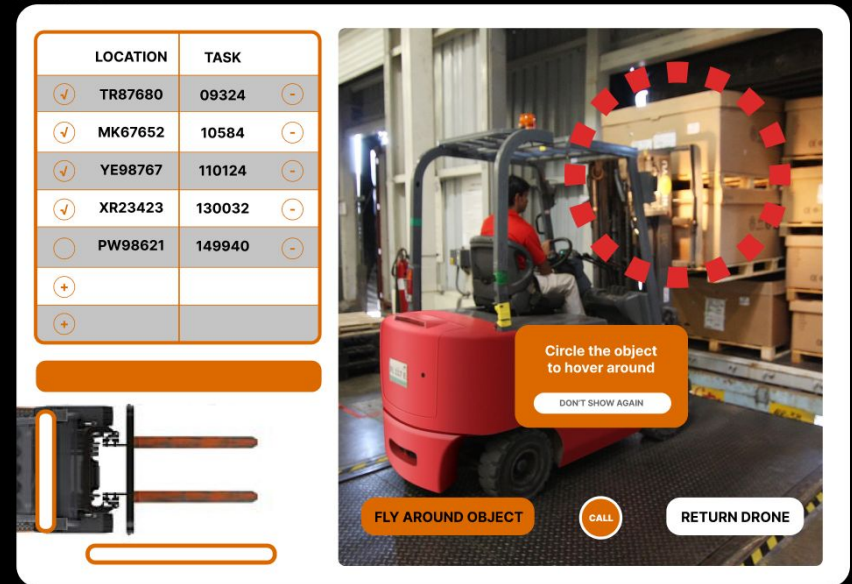 LOCATION TASK
√ TR87680 09324 -
√ MK67652 10584 -
√ YE98767 110124 -
√ XR23423 130032 -
PW98621 149940 -
+
+
Circle the object
to hover around
DON'T SHOW AGAIN
FLY AROUND OBJECT CALL RETURN DRONE